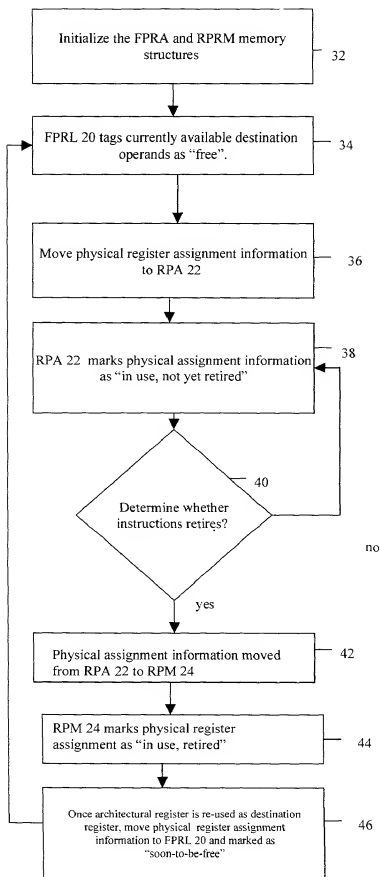 Initialize the FPRA and RPRM memory
structures
32
FPRL 20 tags currently available destination
operands as “free”.
34
Move physical register assignment information
to RPA 22
36
RPA 22 marks physical assignment information
as “in use, not yet retired”
38
40
Determine whether
instructions retires?
no
yes
Physical assignment information moved
from RPA 22 to RPM 24
42
RPM 24 marks physical register
assignment as “in use, retired”
44
Once architectural register is re-used as destination
register, move physical register assignment
information to FPRL 20 and marked as
“soon-to-be-free”
46